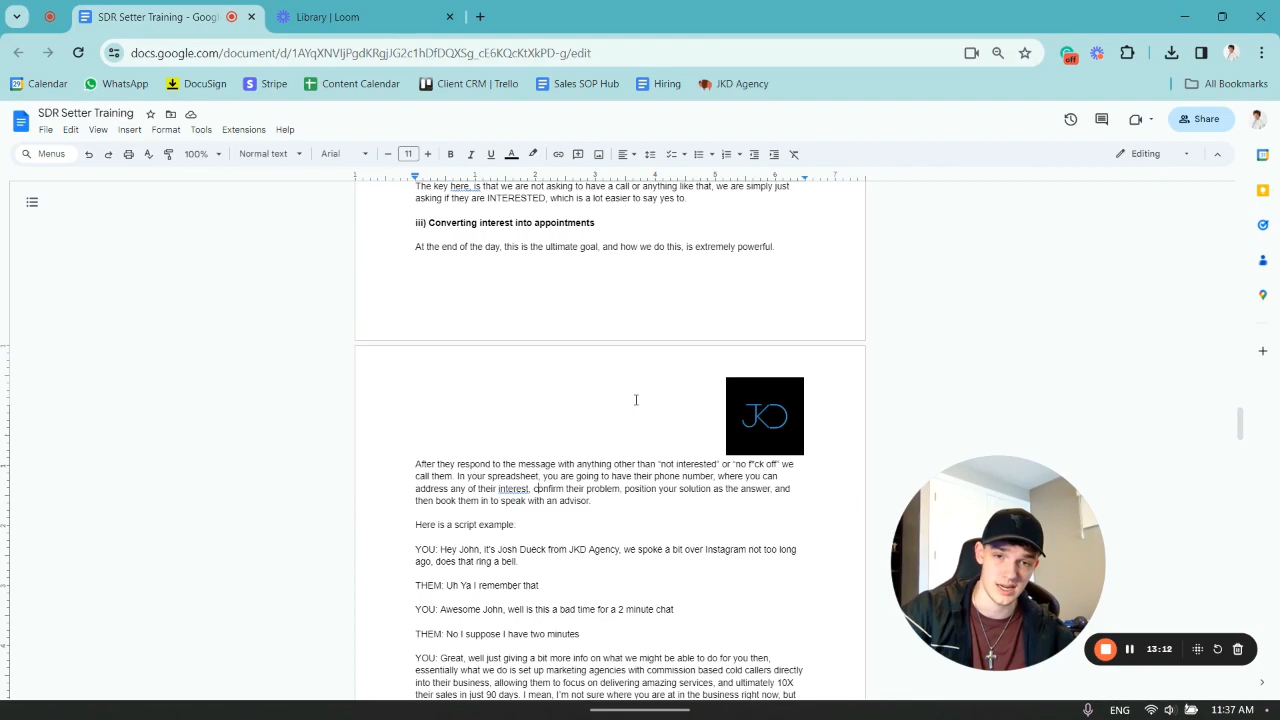 SDR Setter Training - Googl
Library | Loom
docs.google.com/document/d/1AYqXNVljPgdKRgjJG2c1hDfDQXSg_cE6KQcKtXkPD-g/edit
off
Calendar
WhatsApp
DocuSign
Stripe
Content Calendar
Client CRM | Trello
Sales SOP Hub
Hiring
JKD Agency
All Bookmarks
SDR Setter Training
File Edit View Insert Format Tools Extensions Help
Share
Menus
100%
Normal text
Arial
11
Editing
1 1 2 3 4 5 6 7
The key here, is that we are not asking to have a call or anything like that, we are simply just
asking if they are INTERESTED, which is a lot easier to say yes to.
iii) Converting interest into appointments
At the end of the day, this is the ultimate goal, and how we do this, is extremely powerful.
JKD
After they respond to the message with anything other than “not interested” or “no f*ck off” we
call them. In your spreadsheet, you are going to have their phone number, where you can
address any of their interest, confirm their problem, position your solution as the answer, and
then book them in to speak with an advisor.
Here is a script example:
YOU: Hey John, it's Josh Dueck from JKD Agency, we spoke a bit over Instagram not too long
ago, does that ring a bell.
THEM: Uh Ya I remember that
YOU: Awesome John, well is this a bad time for a 2 minute chat
THEM: No I suppose I have two minutes
YOU: Great, well just giving a bit more info on what we might be able to do for you then,
essentially what we do is set up marketing agencies with commission based cold callers directly
into their business, allowing them to focus on delivering amazing services, and ultimately 10X
their sales in just 90 days. I mean, I'm not sure where you are at in the business right now, but
13:12
ENG
11:37 AM